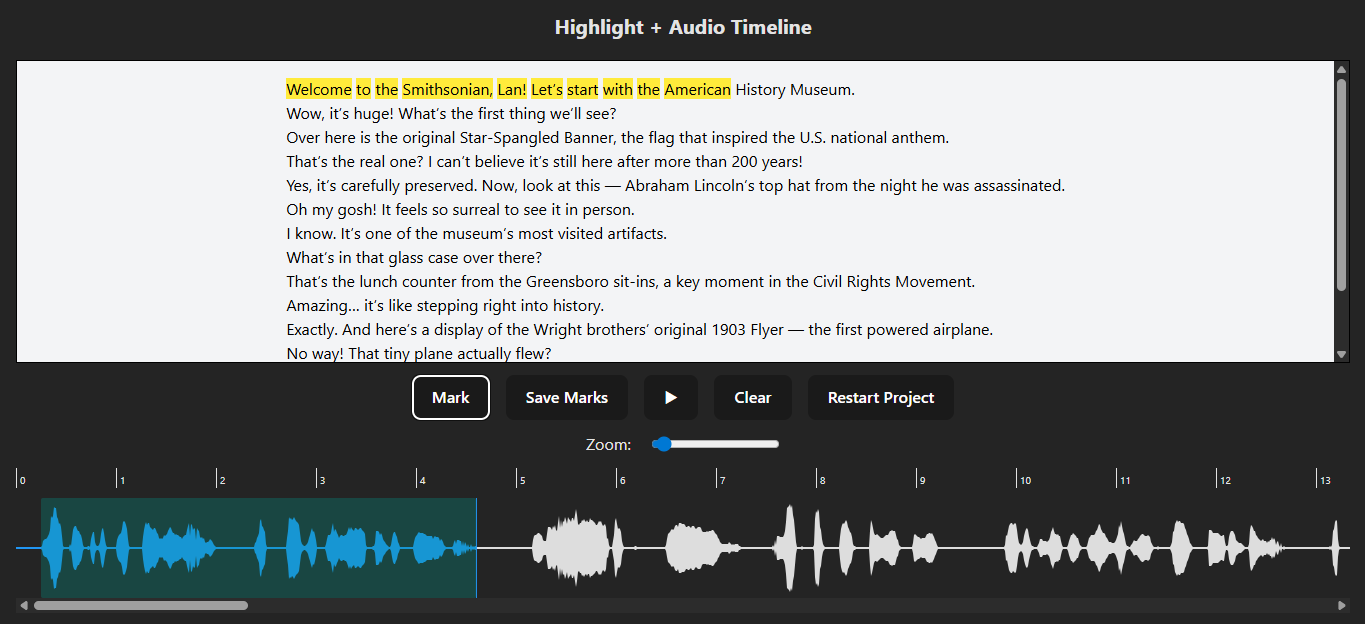 Highlight + Audio Timeline
Welcome to the Smithsonian, Lan! Let’s start with the American History Museum.
Wow, it’s huge! What’s the first thing we’ll see?
Over here is the original Star-Spangled Banner, the flag that inspired the U.S. national anthem.
That’s the real one? I can’t believe it’s still here after more than 200 years!
Yes, it’s carefully preserved. Now, look at this — Abraham Lincoln’s top hat from the night he was assassinated.
Oh my gosh! It feels so surreal to see it in person.
I know. It’s one of the museum’s most visited artifacts.
What’s in that glass case over there?
That’s the lunch counter from the Greensboro sit-ins, a key moment in the Civil Rights Movement.
Amazing... it’s like stepping right into history.
Exactly. And here’s a display of the Wright brothers’ original 1903 Flyer — the first powered airplane.
No way! That tiny plane actually flew?
Mark Save Marks Clear Restart Project
Zoom:
0 1 2 3 4 5 6 7 8 9 10 11 12 13